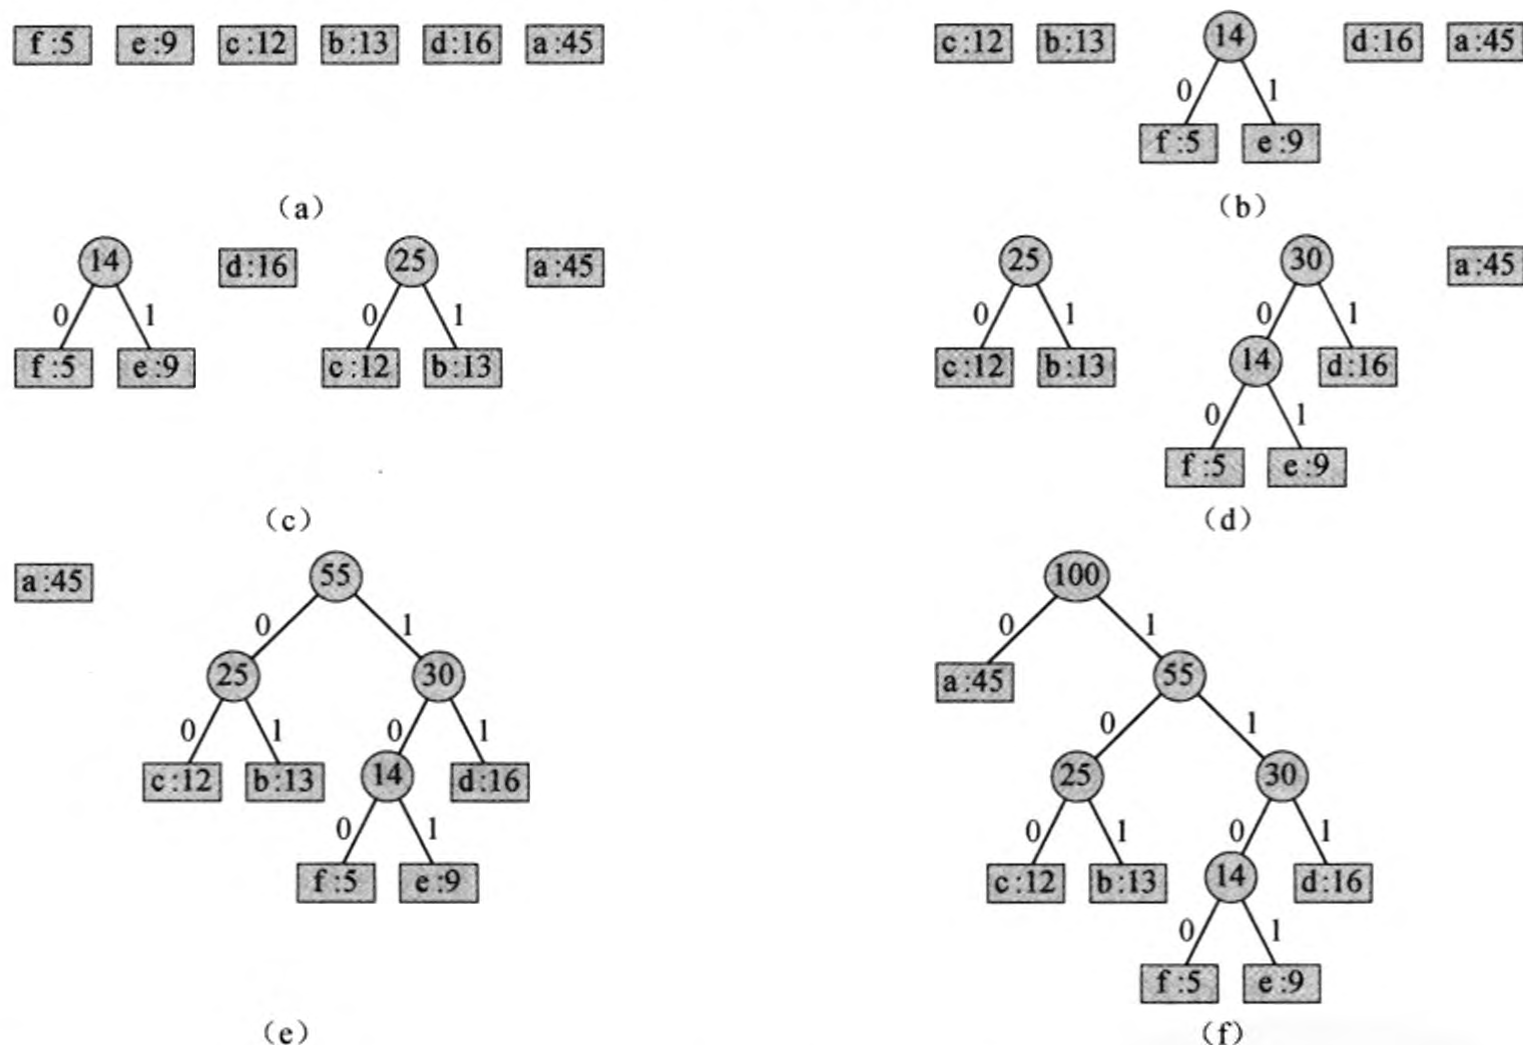 f:5 e:9 c:12 b:13 d:16 a:45
(a)
c:12 b:13 14 d:16 a:45
0 1
f:5 e:9
(b)
14 d:16 25 a:45
0 1 0 1
f:5 e:9 c:12 b:13
(c)
25 30 a:45
0 1 0 1
c:12 b:13 14 d:16
0 1
f:5 e:9
(d)
a:45 55
0 1
25 30
0 1 0 1
c:12 b:13 14 d:16
0 1
f:5 e:9
(e)
100
0 1
a:45 55
0 1
25 30
0 1 0 1
c:12 b:13 14 d:16
0 1
f:5 e:9
(f)